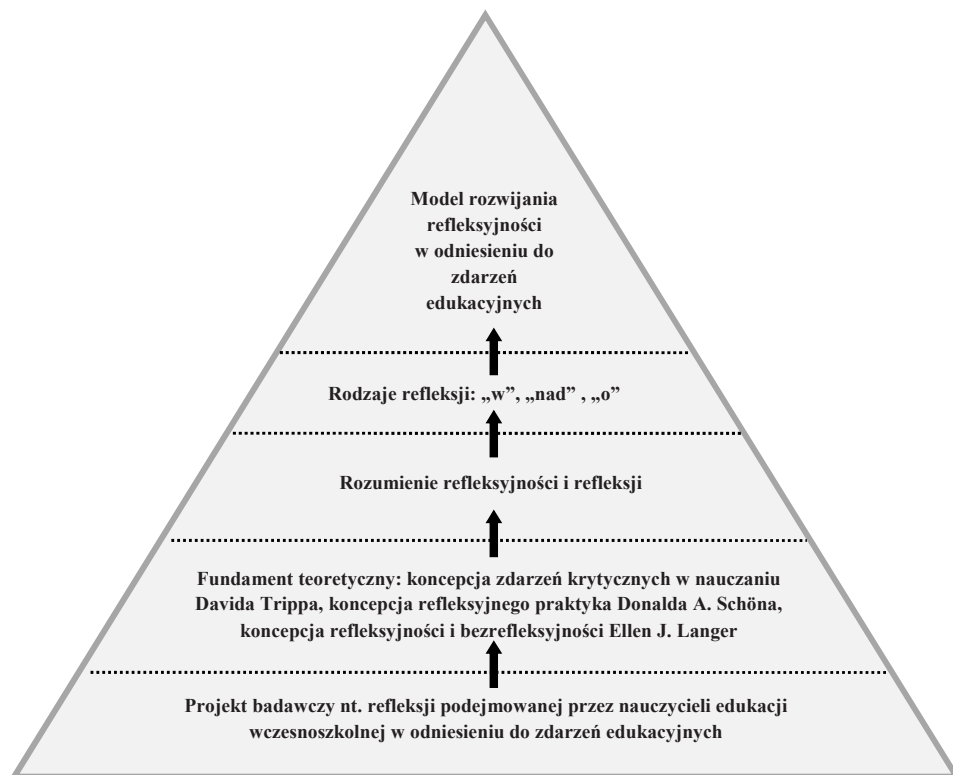 Model rozwijania
refleksyjności
w odniesieniu do
zdarzeń
edukacyjnych
Rodzaje refleksji: „w”, „nad” , „o”
Rozumienie refleksyjności i refleksji
Fundament teoretyczny: koncepcja zdarzeń krytycznych w nauczaniu
Davida Trippa, koncepcja refleksyjnego praktyka Donalda A. Schöna,
koncepcja refleksyjności i bezrefleksyjności Ellen J. Langer
Projekt badawczy nt. refleksji podejmowanej przez nauczycieli edukacji
wczesnoszkolnej w odniesieniu do zdarzeń edukacyjnych